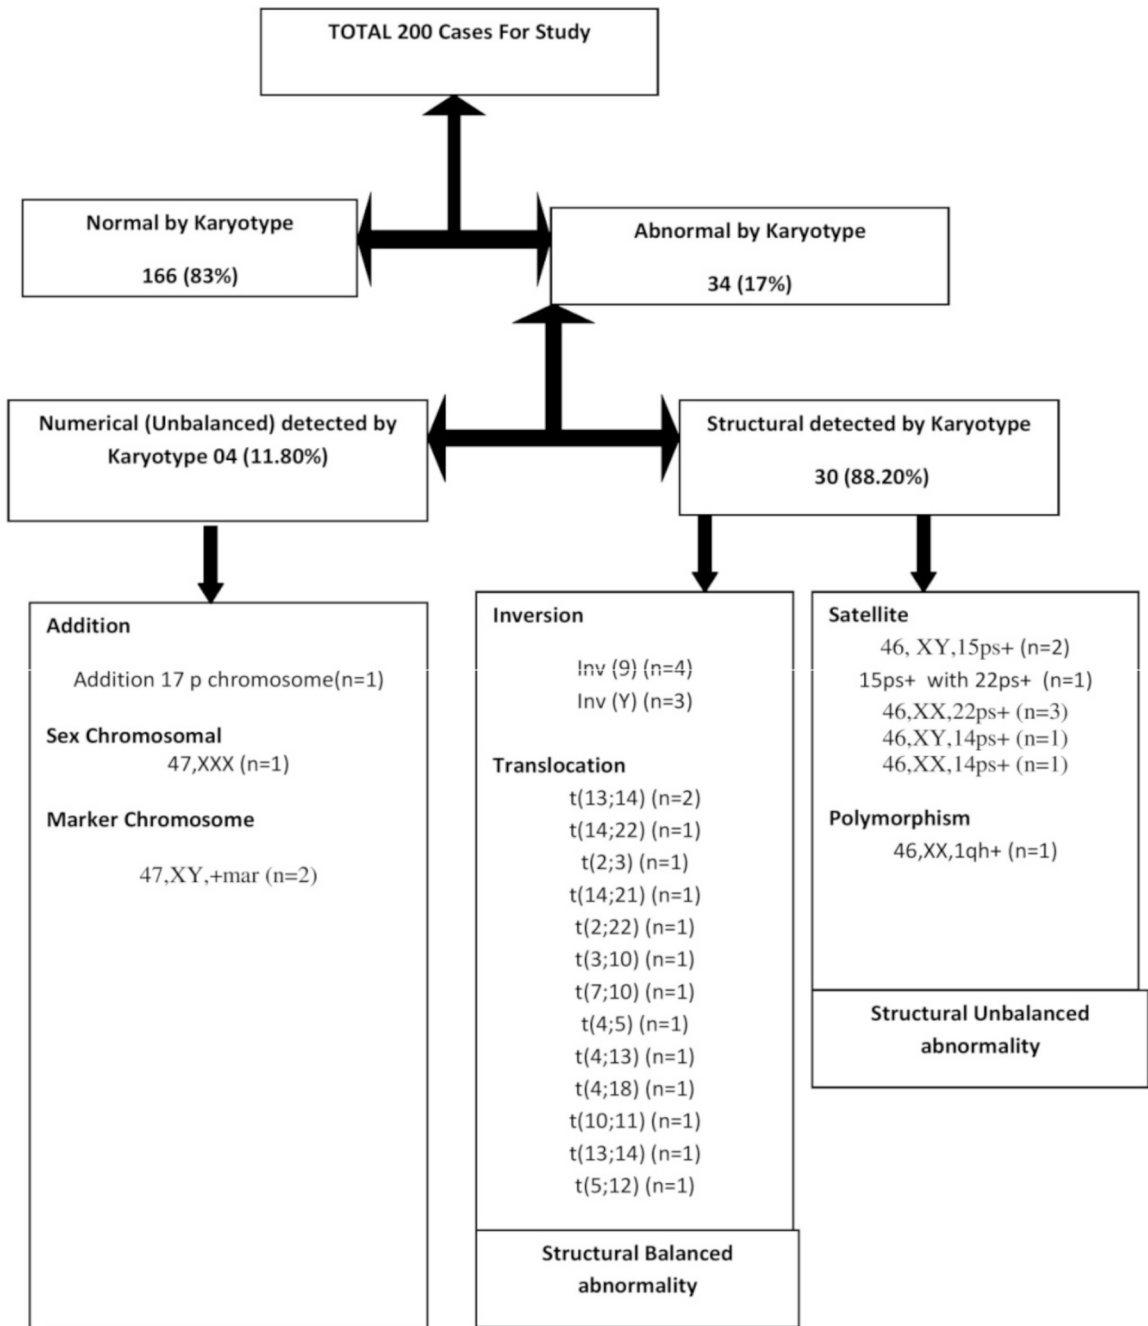 TOTAL 200 Cases For Study
Normal by Karyotype
166 (83%)
Abnormal by Karyotype
34 (17%)
Numerical (Unbalanced) detected by
Karyotype 04 (11.80%)
Structural detected by Karyotype
30 (88.20%)
Addition
Addition 17 p chromosome(n=1)
Sex Chromosomal
47,XXX (n=1)
Marker Chromosome
47,XY,+mar (n=2)
Inversion
Inv (9) (n=4)
Inv (Y) (n=3)
Translocation
t(13;14) (n=2)
t(14;22) (n=1)
t(2;3) (n=1)
t(14;21) (n=1)
t(2;22) (n=1)
t(3;10) (n=1)
t(7;10) (n=1)
t(4;5) (n=1)
t(4;13) (n=1)
t(4;18) (n=1)
t(10;11) (n=1)
t(13;14) (n=1)
t(5;12) (n=1)
Structural Balanced
abnormality
Satellite
46, XY,15ps+ (n=2)
15ps+ with 22ps+ (n=1)
46,XX,22ps+ (n=3)
46,XY,14ps+ (n=1)
46,XX,14ps+ (n=1)
Polymorphism
46,XX,1qh+ (n=1)
Structural Unbalanced
abnormality